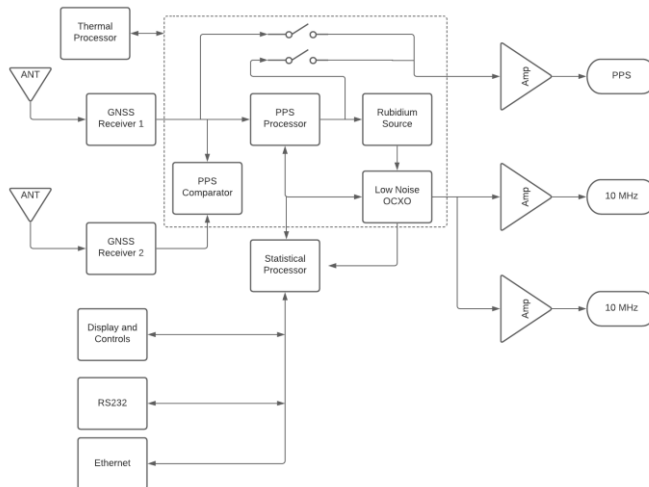 Thermal
Processor
ANT
GNSS
Receiver 1
PPS
Processor
Rubidium
Source
Amp
PPS
ANT
PPS
Comparator
Low Noise
OCXO
Amp
10 MHz
GNSS
Receiver 2
Statistical
Processor
Amp
10 MHz
Display and
Controls
RS232
Ethernet